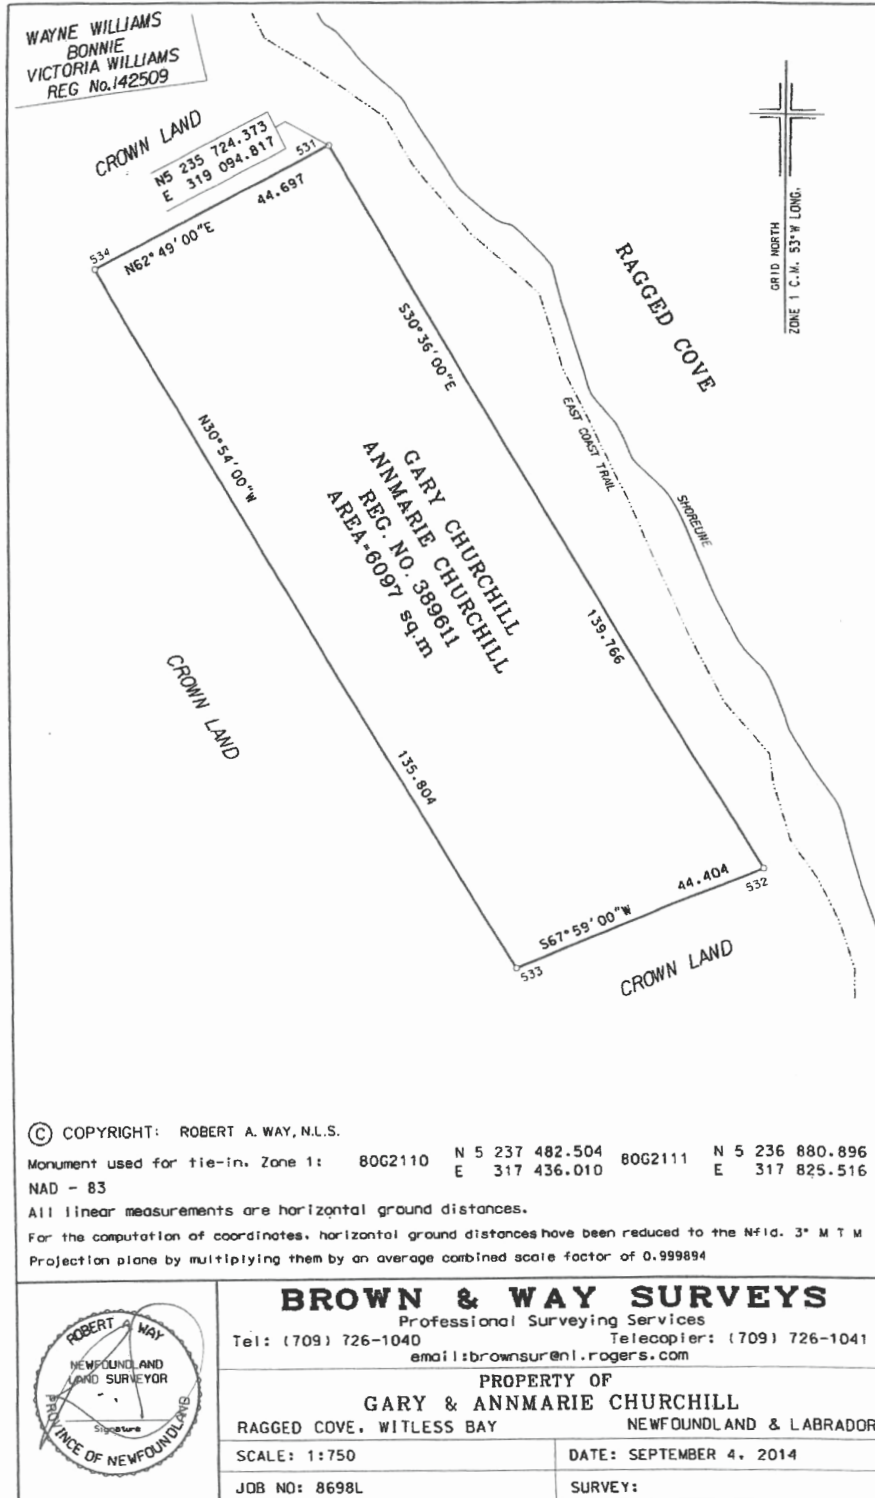 WAYNE WILLIAMS
BONNIE
VICTORIA WILLIAMS
REG No.142509
CROWN LAND
N5 235 724.373
E 319 094.817
531
44.697
534
N62°49'00"E
GRID NORTH
ZONE 1 C.M. 53°W LONG.
RAGGED COVE
S30°36'00"E
EAST COAST TRAIL
SHORELINE
N30°54'00"W
GARY CHURCHILL
ANNMARIE CHURCHILL
REG. NO. 389611
AREA=6097 sq.m
139.766
CROWN LAND
135.804
44.404
532
S67°59'00"W
533
CROWN LAND
© COPYRIGHT: ROBERT A. WAY, N.L.S.
Monument used for tie-in. Zone 1: 80G2110 N 5 237 482.504 80G2111 N 5 236 880.896
E 317 436.010 E 317 825.516
NAD - 83
All linear measurements are horizontal ground distances.
For the computation of coordinates, horizontal ground distances have been reduced to the Nfld. 3° M T M
Projection plane by multiplying them by an average combined scale factor of 0.999894
ROBERT A WAY
NEWFOUNDLAND
LAND SURVEYOR
Signature
PROVINCE OF NEWFOUNDLAND
BROWN & WAY SURVEYS
Professional Surveying Services
Tel: (709) 726-1040 Telecopier: (709) 726-1041
email:brownsur@nl.rogers.com
PROPERTY OF
GARY & ANNMARIE CHURCHILL
RAGGED COVE, WITLESS BAY NEWFOUNDLAND & LABRADOR
SCALE: 1:750 DATE: SEPTEMBER 4, 2014
JOB NO: 8698L SURVEY: